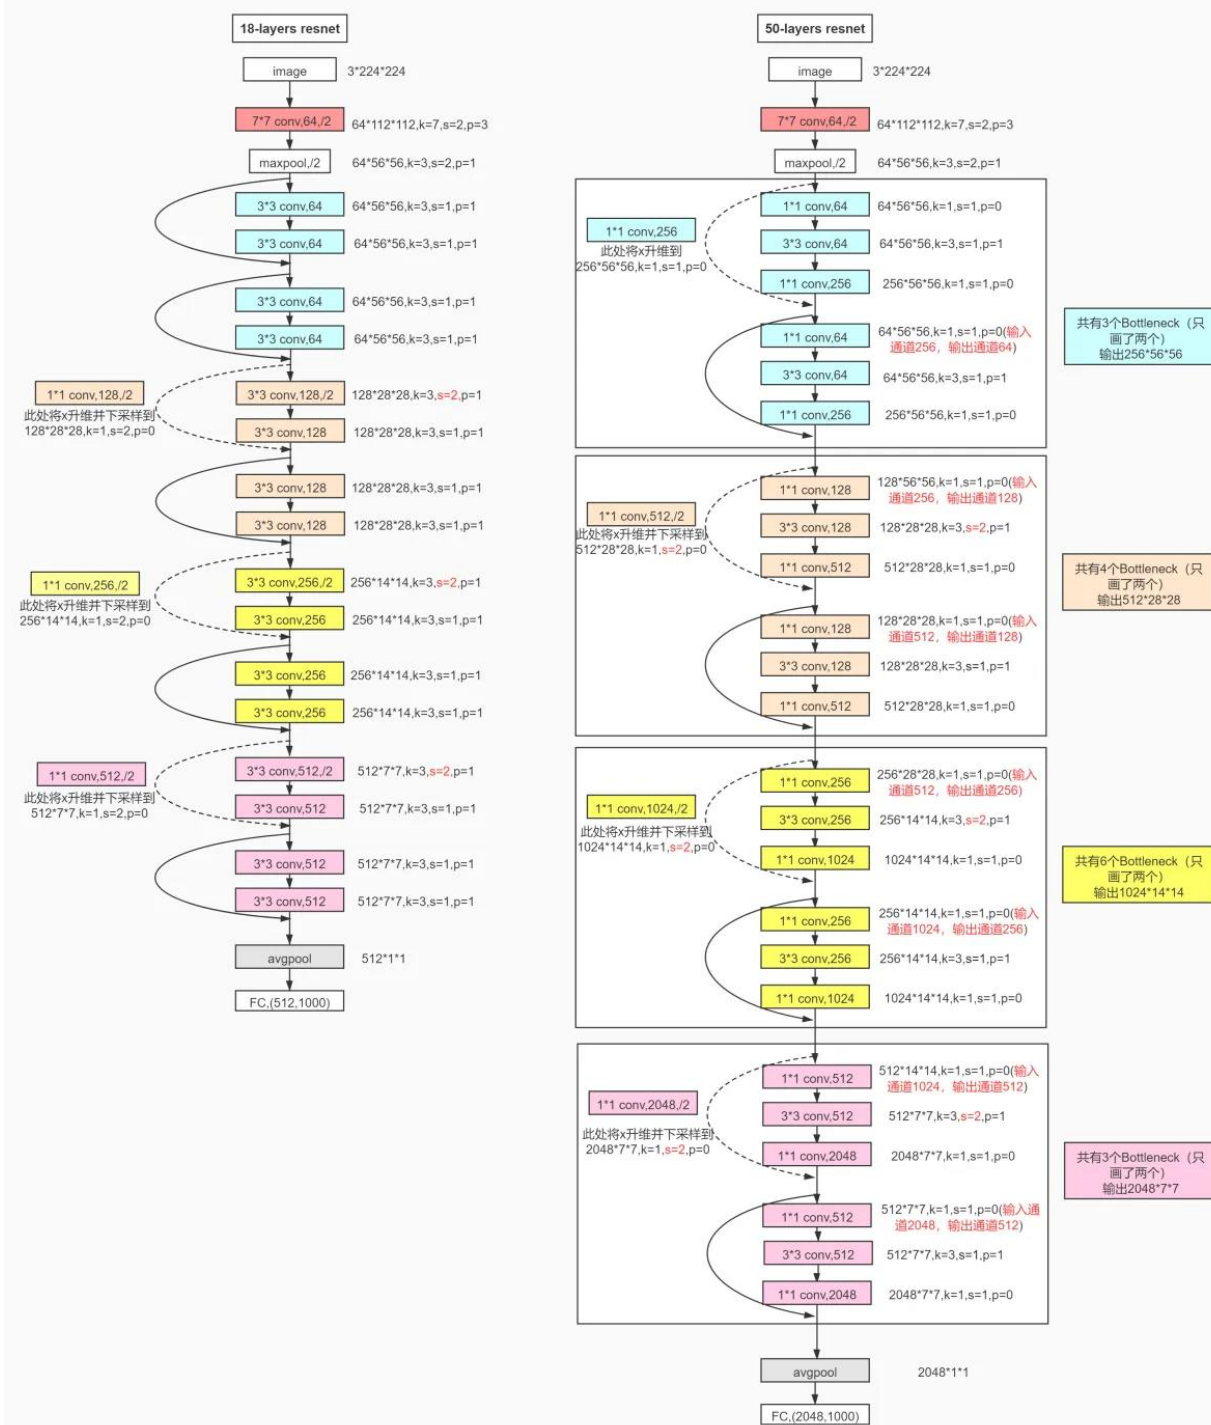 18-layers resnet
image
3*224*224
7*7 conv,64,/2
64*112*112,k=7,s=2,p=3
maxpool,/2
64*56*56,k=3,s=2,p=1
3*3 conv,64
64*56*56,k=3,s=1,p=1
3*3 conv,64
64*56*56,k=3,s=1,p=1
3*3 conv,64
64*56*56,k=3,s=1,p=1
3*3 conv,64
64*56*56,k=3,s=1,p=1
1*1 conv,128,/2
此处将x升维并下采样到
128*28*28,k=1,s=2,p=0
3*3 conv,128,/2
128*28*28,k=3,s=2,p=1
3*3 conv,128
128*28*28,k=3,s=1,p=1
3*3 conv,128
128*28*28,k=3,s=1,p=1
3*3 conv,128
128*28*28,k=3,s=1,p=1
1*1 conv,256,/2
此处将x升维并下采样到
256*14*14,k=1,s=2,p=0
3*3 conv,256,/2
256*14*14,k=3,s=2,p=1
3*3 conv,256
256*14*14,k=3,s=1,p=1
3*3 conv,256
256*14*14,k=3,s=1,p=1
3*3 conv,256
256*14*14,k=3,s=1,p=1
1*1 conv,512,/2
此处将x升维并下采样到
512*7*7,k=1,s=2,p=0
3*3 conv,512,/2
512*7*7,k=3,s=2,p=1
3*3 conv,512
512*7*7,k=3,s=1,p=1
3*3 conv,512
512*7*7,k=3,s=1,p=1
3*3 conv,512
512*7*7,k=3,s=1,p=1
avgpool
512*1*1
FC,(512,1000)
50-layers resnet
image
3*224*224
7*7 conv,64,/2
64*112*112,k=7,s=2,p=3
maxpool,/2
64*56*56,k=3,s=2,p=1
1*1 conv,256
此处将x升维到
256*56*56,k=1,s=1,p=0
1*1 conv,64
64*56*56,k=1,s=1,p=0
3*3 conv,64
64*56*56,k=3,s=1,p=1
1*1 conv,256
256*56*56,k=1,s=1,p=0
1*1 conv,64
64*56*56,k=1,s=1,p=0(输入
通道256，输出通道64)
3*3 conv,64
64*56*56,k=3,s=1,p=1
1*1 conv,256
256*56*56,k=1,s=1,p=0
共有3个Bottleneck（只
画了两个）
输出256*56*56
1*1 conv,512,/2
此处将x升维并下采样到
512*28*28,k=1,s=2,p=0
1*1 conv,128
128*56*56,k=1,s=1,p=0(输入
通道256，输出通道128)
3*3 conv,128
128*28*28,k=3,s=2,p=1
1*1 conv,512
512*28*28,k=1,s=1,p=0
1*1 conv,128
128*28*28,k=1,s=1,p=0(输入
通道512，输出通道128)
3*3 conv,128
128*28*28,k=3,s=1,p=1
1*1 conv,512
512*28*28,k=1,s=1,p=0
共有4个Bottleneck（只
画了两个）
输出512*28*28
1*1 conv,1024,/2
此处将x升维并下采样到
1024*14*14,k=1,s=2,p=0
1*1 conv,256
256*28*28,k=1,s=1,p=0(输入
通道512，输出通道256)
3*3 conv,256
256*14*14,k=3,s=2,p=1
1*1 conv,1024
1024*14*14,k=1,s=1,p=0
1*1 conv,256
256*14*14,k=1,s=1,p=0(输入
通道1024，输出通道256)
3*3 conv,256
256*14*14,k=3,s=1,p=1
1*1 conv,1024
1024*14*14,k=1,s=1,p=0
共有6个Bottleneck（只
画了两个）
输出1024*14*14
1*1 conv,2048,/2
此处将x升维并下采样到
2048*7*7,k=1,s=2,p=0
1*1 conv,512
512*14*14,k=1,s=1,p=0(输入
通道1024，输出通道512)
3*3 conv,512
512*7*7,k=3,s=2,p=1
1*1 conv,2048
2048*7*7,k=1,s=1,p=0
1*1 conv,512
512*7*7,k=1,s=1,p=0(输入通
道2048，输出通道512)
3*3 conv,512
512*7*7,k=3,s=1,p=1
1*1 conv,2048
2048*7*7,k=1,s=1,p=0
共有3个Bottleneck（只
画了两个）
输出2048*7*7
avgpool
2048*1*1
FC,(2048,1000)